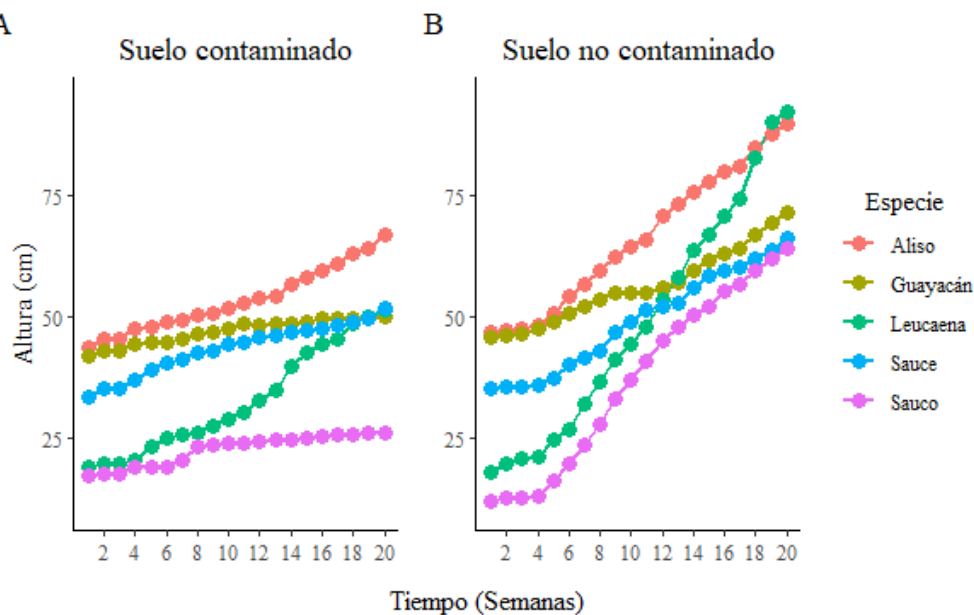 A
B
Suelo contaminado
Suelo no contaminado
Altura (cm)
75
50
25
75
50
25
2 4 6 8 10 12 14 16 18 20
2 4 6 8 10 12 14 16 18 20
Tiempo (Semanas)
Especie
Aliso
Guayacán
Leucaena
Sauce
Sauco